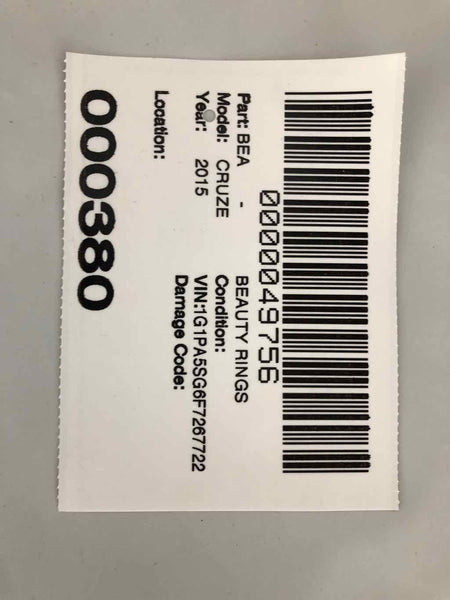 0000049756
Part: BEA - BEAUTY RINGS
Model: CRUZE Condition:
Year: 2015 VIN:1G1PA5SG6F7267722
Damage Code:
Location:
000380